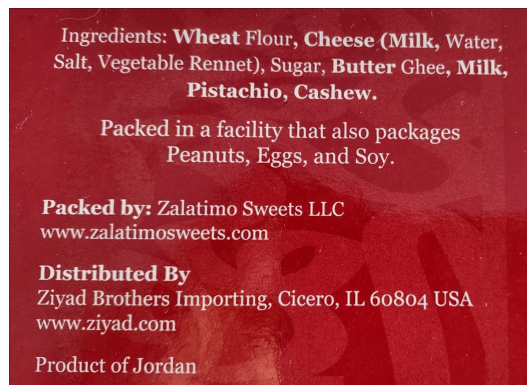 Ingredients: Wheat Flour, Cheese (Milk, Water,
Salt, Vegetable Rennet), Sugar, Butter Ghee, Milk,
Pistachio, Cashew.
Packed in a facility that also packages
Peanuts, Eggs, and Soy.
Packed by: Zalatimo Sweets LLC
www.zalatimosweets.com
Distributed By
Ziyad Brothers Importing, Cicero, IL 60804 USA
www.ziyad.com
Product of Jordan